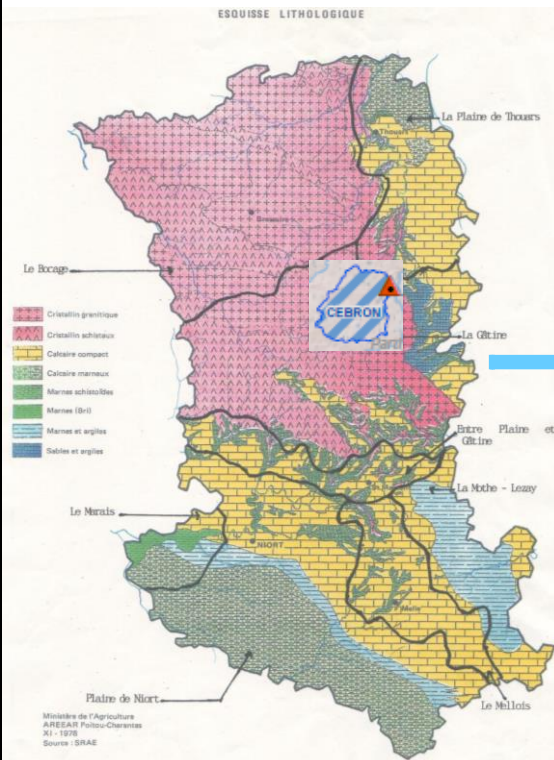 ESQUISSE LITHOLOGIQUE
La Plaine de Thouars
Thouars
Le Bocage
CEBRON
Cristallin granitique
Cristallin schisteux
Calcaire compact
Calcaire marneux
Marnes schistoïdes
Marnes (Bri)
Marnes et argiles
Sables et argiles
La Gâtine
Entre Plaine et
Gâtine
La Mothe - Lezay
Le Marais
NIORT
Melle
Plaine de Niort
Le Mellois
Ministère de l'Agriculture
AREEAR Poitou-Charentes
XI - 1976
Source : SRAE